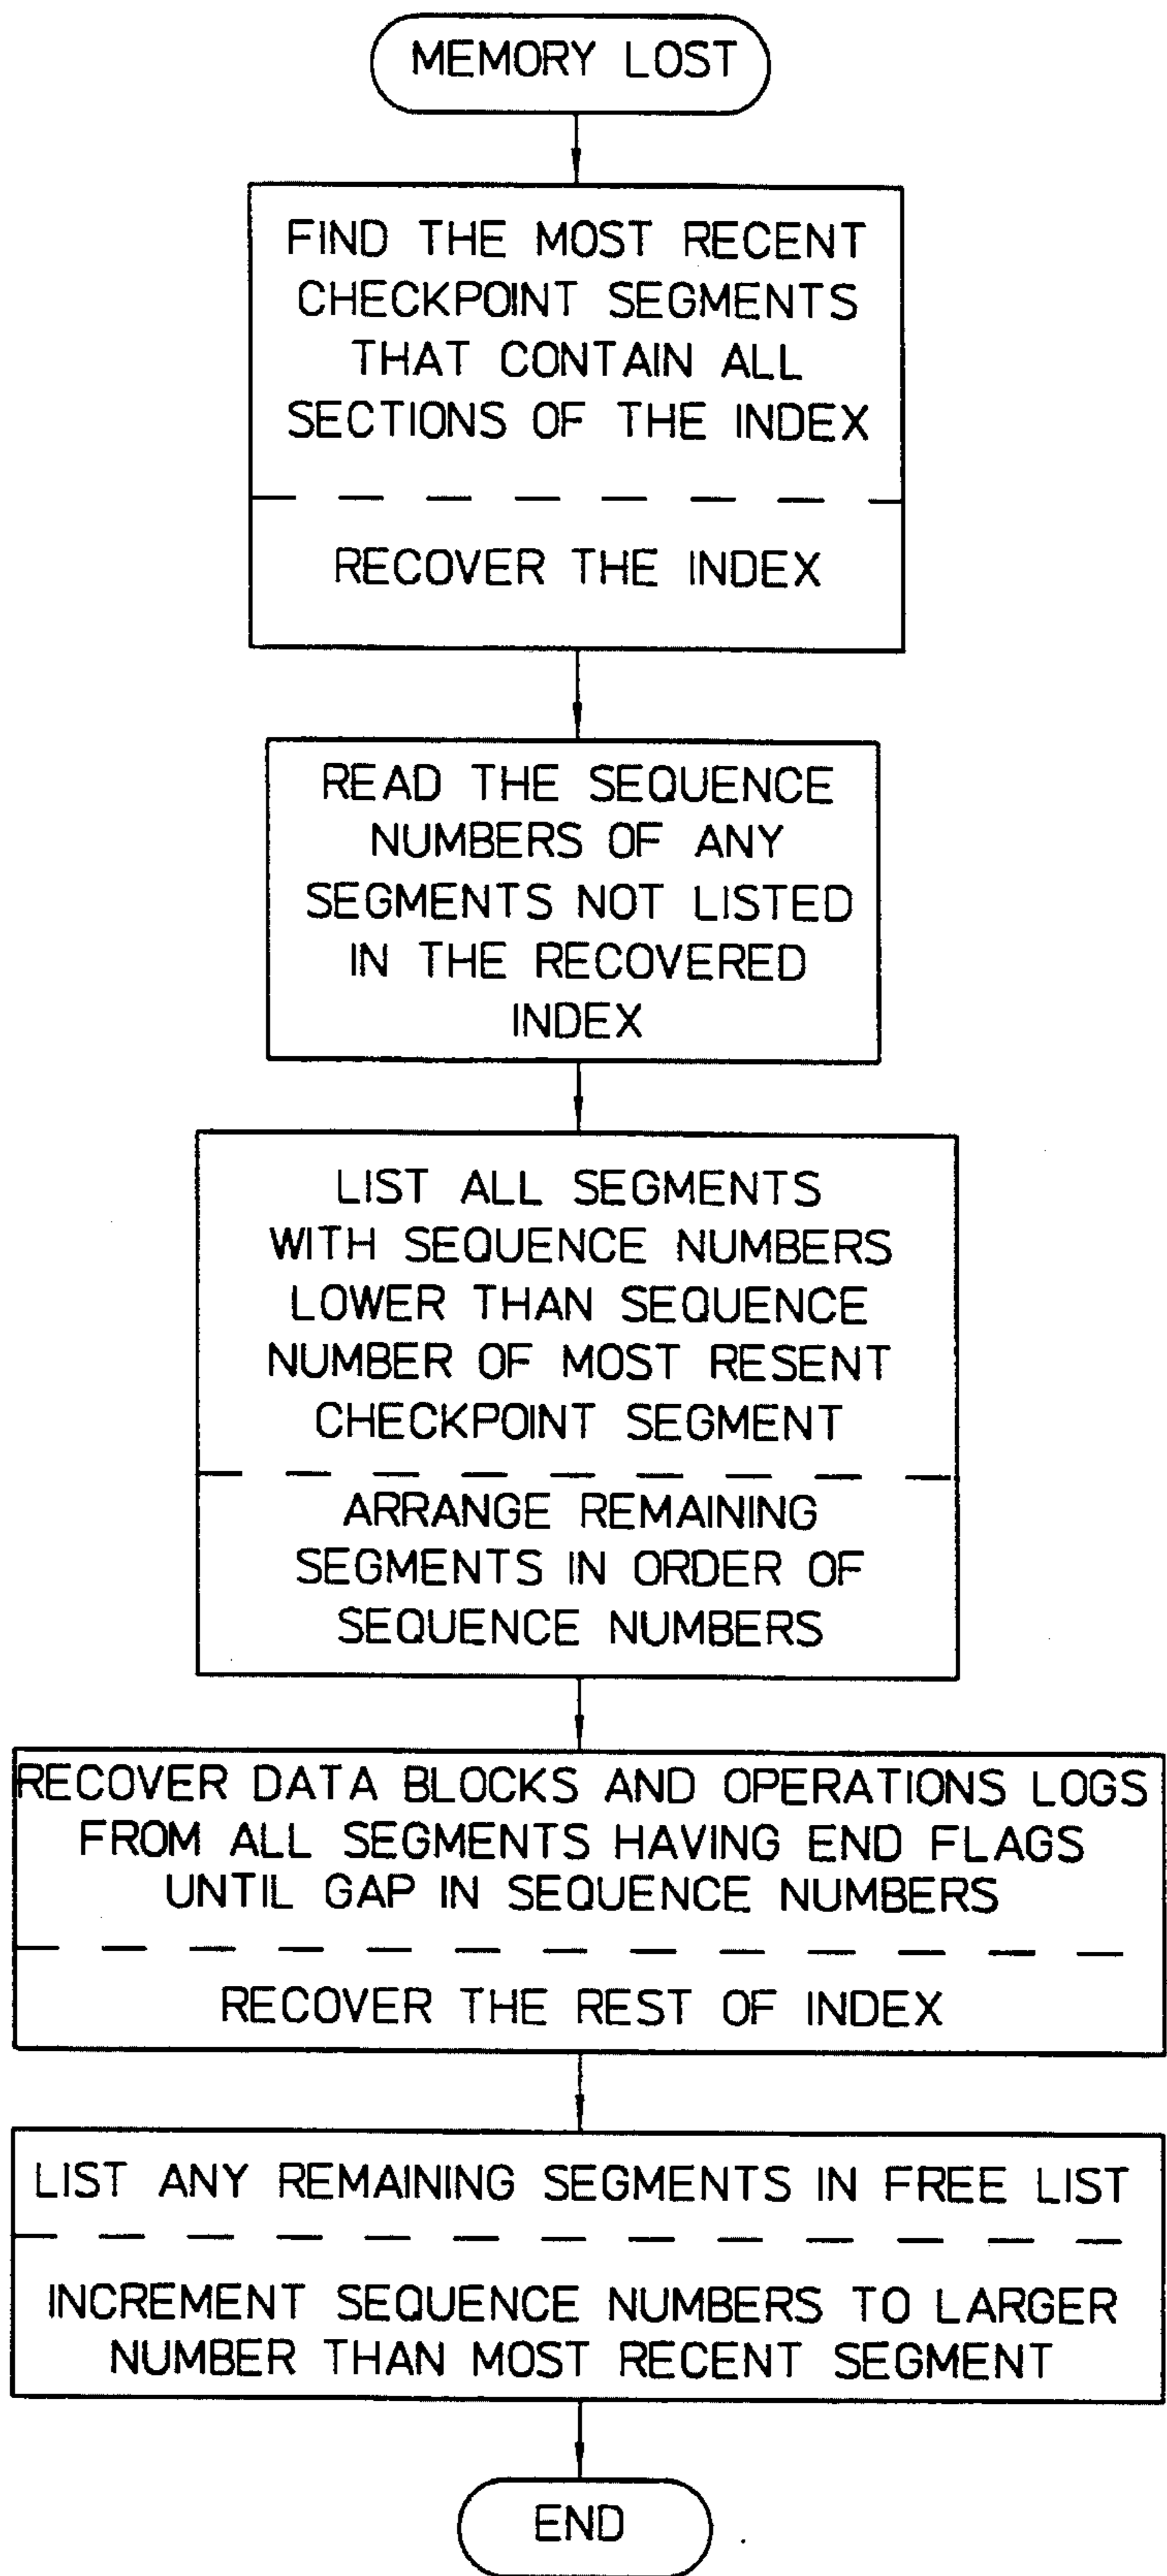 MEMORY LOST
FIND THE MOST RECENT
CHECKPOINT SEGMENTS
THAT CONTAIN ALL
SECTIONS OF THE INDEX
RECOVER THE INDEX
READ THE SEQUENCE
NUMBERS OF ANY
SEGMENTS NOT LISTED
IN THE RECOVERED
INDEX
LIST ALL SEGMENTS
WITH SEQUENCE NUMBERS
LOWER THAN SEQUENCE
NUMBER OF MOST RESENT
CHECKPOINT SEGMENT
ARRANGE REMAINING
SEGMENTS IN ORDER OF
SEQUENCE NUMBERS
RECOVER DATA BLOCKS AND OPERATIONS LOGS
FROM ALL SEGMENTS HAVING END FLAGS
UNTIL GAP IN SEQUENCE NUMBERS
RECOVER THE REST OF INDEX
LIST ANY REMAINING SEGMENTS IN FREE LIST
INCREMENT SEQUENCE NUMBERS TO LARGER
NUMBER THAN MOST RECENT SEGMENT
END